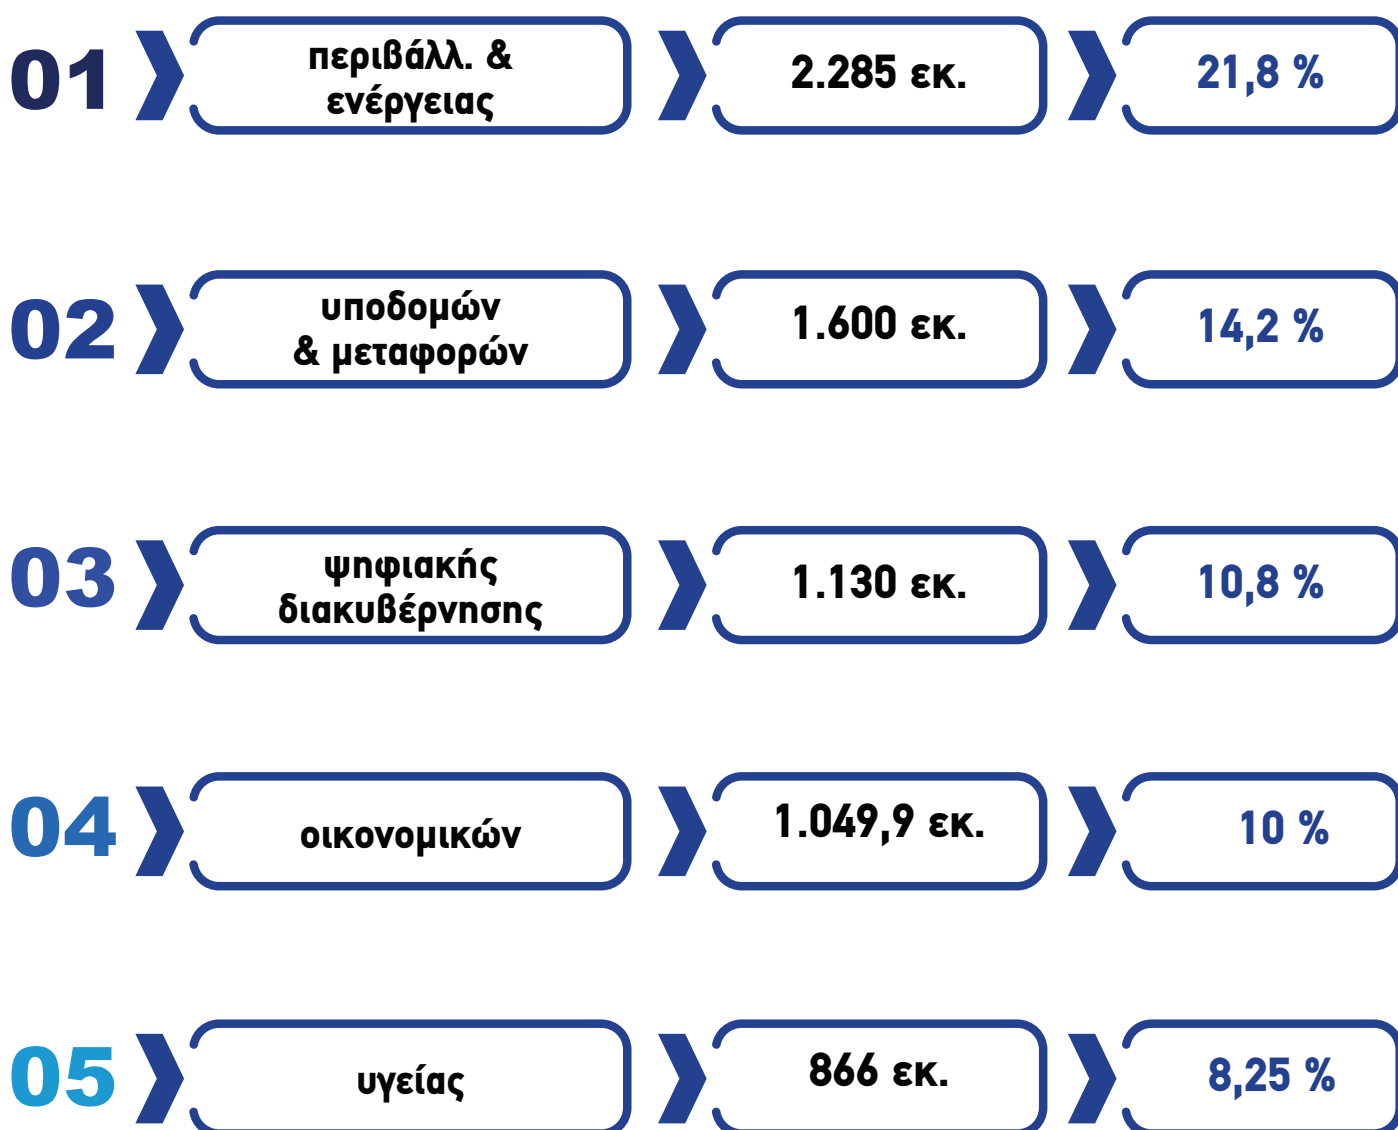 01
περιβάλλ. &
ενέργειας
2.285 εκ.
21,8 %
02
υποδομών
& μεταφορών
1.600 εκ.
14,2 %
03
ψηφιακής
διακυβέρνησης
1.130 εκ.
10,8 %
04
οικονομικών
1.049,9 εκ.
10 %
05
υγείας
866 εκ.
8,25 %